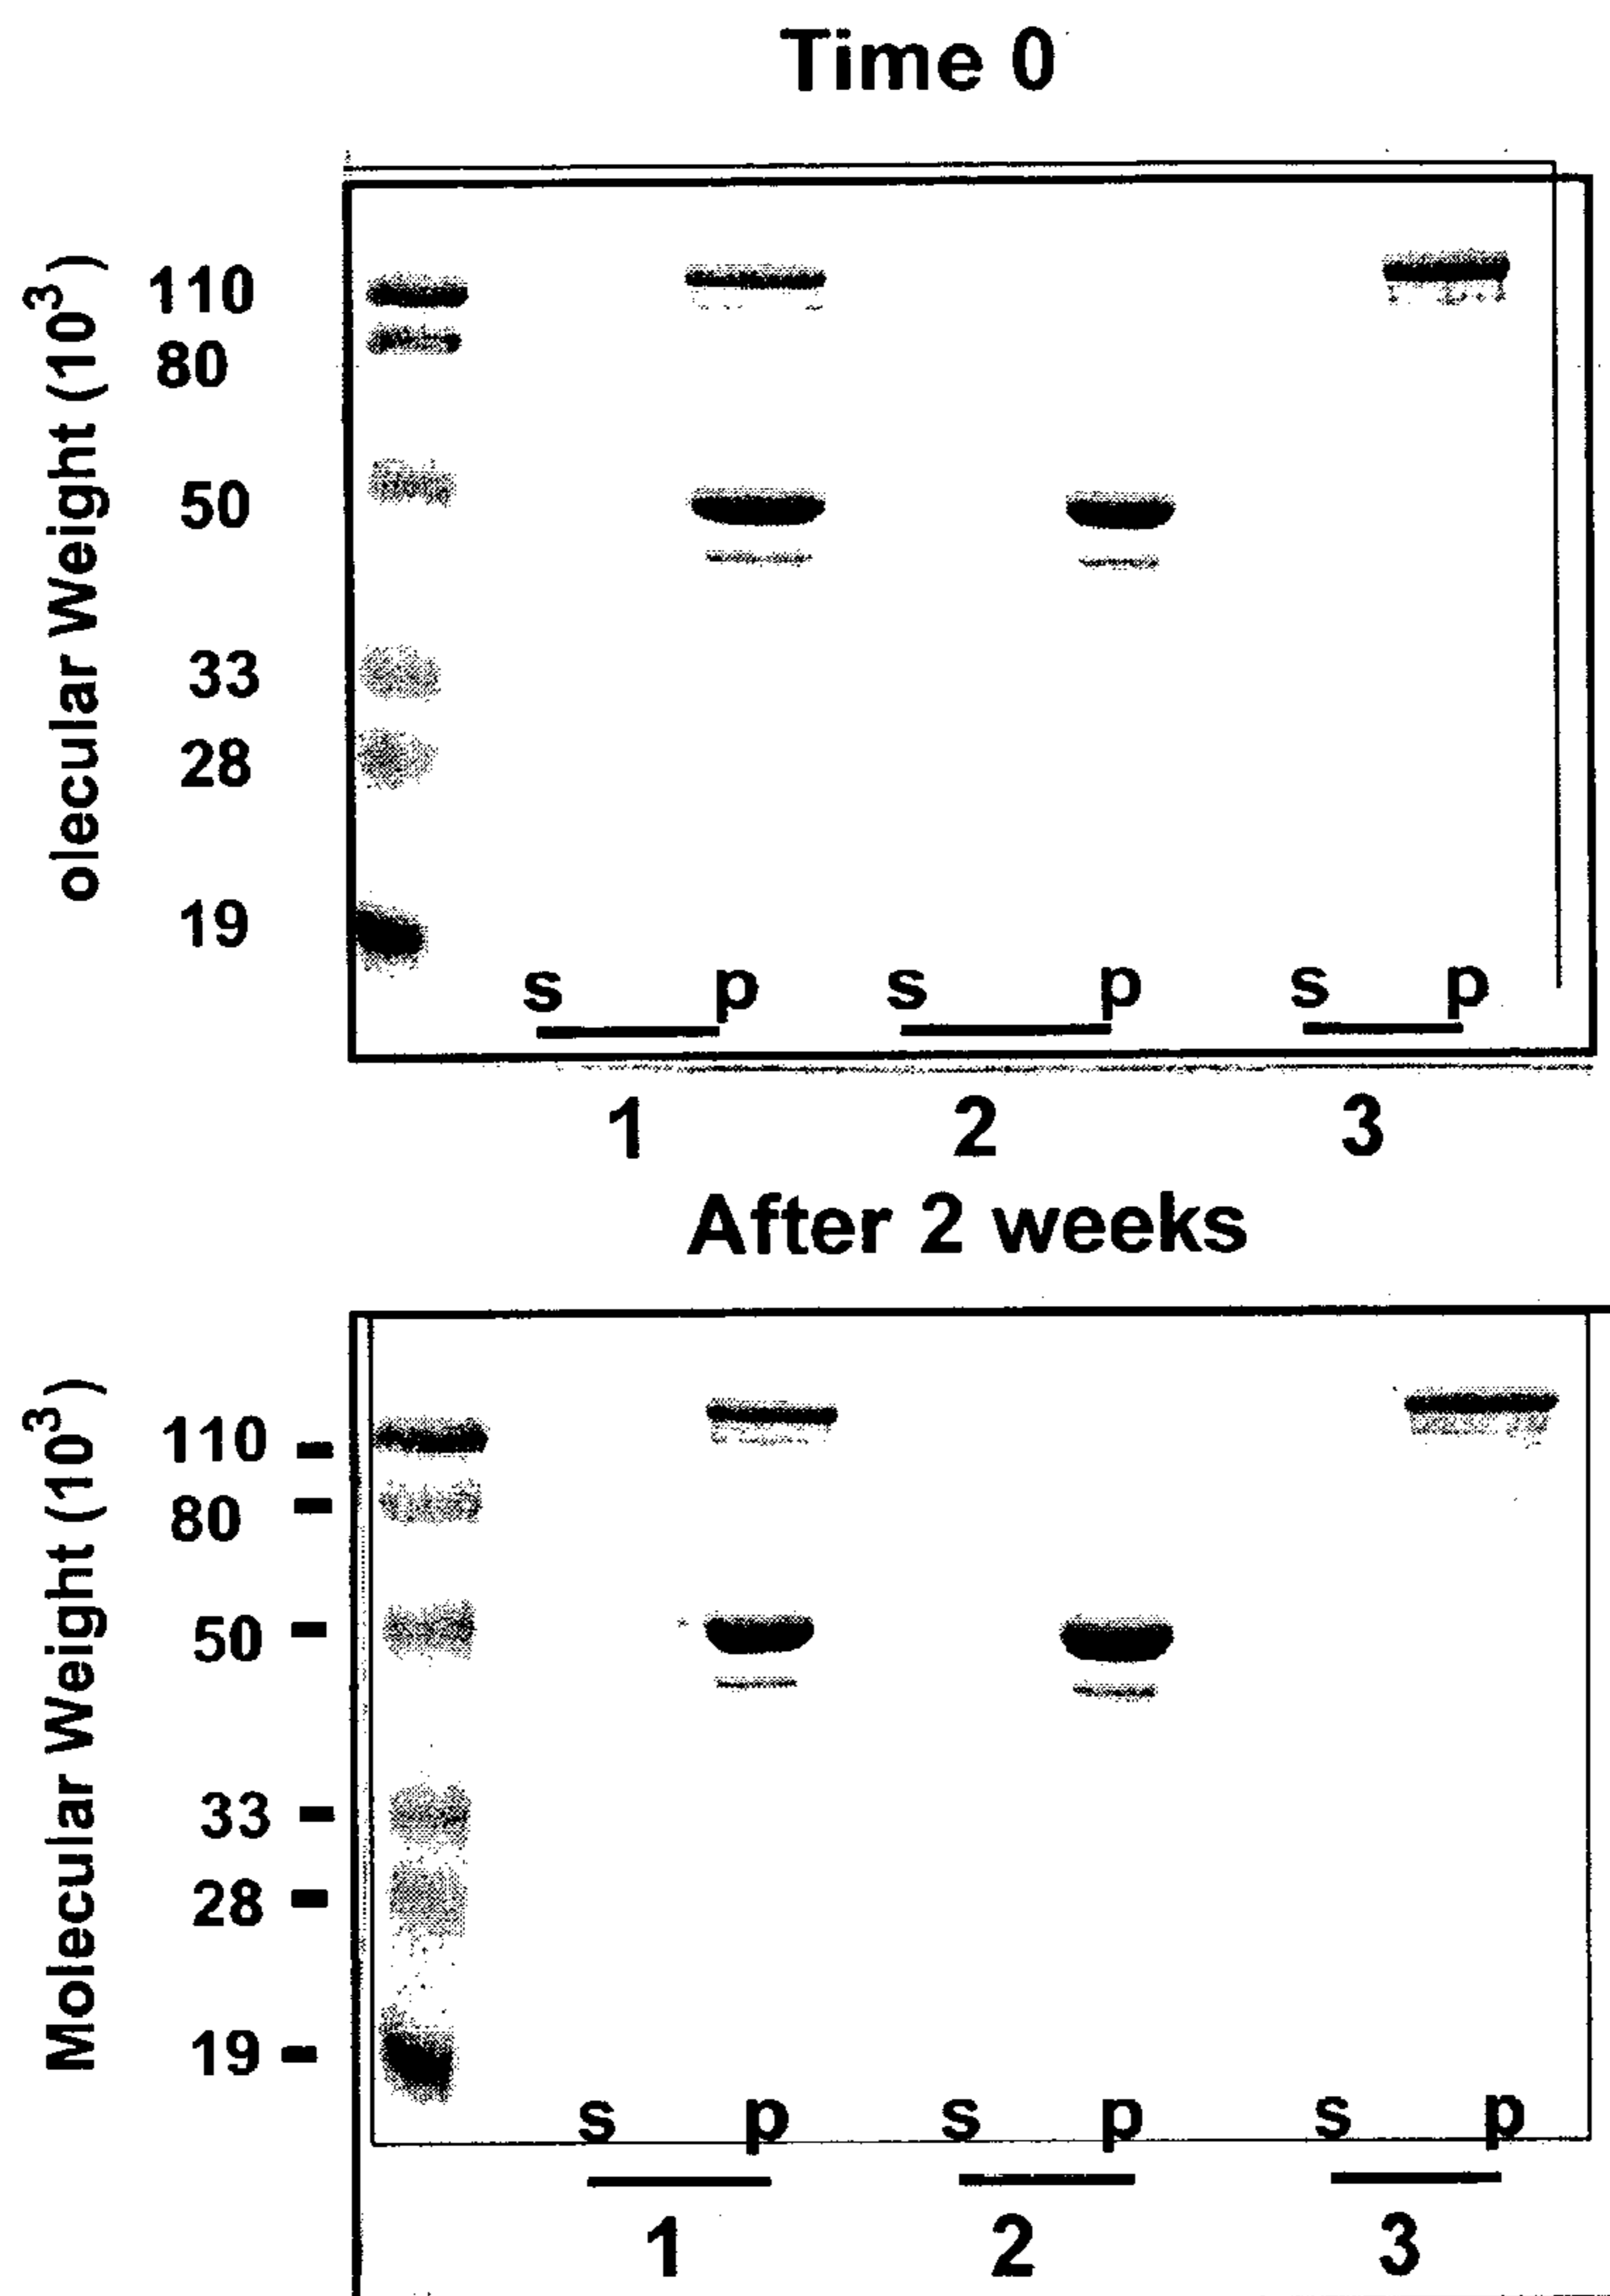 Time 0
olecular Weight (10³)
110
80
50
33
28
19
s p s p s p
1 2 3
After 2 weeks
Molecular Weight (10³)
110
80
50
33
28
19
s p s p s p
1 2 3